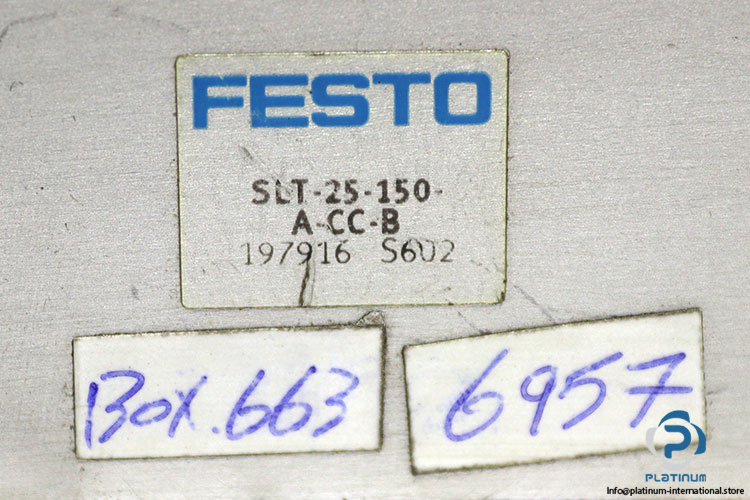 FESTO
SLT-25-150-
A-CC-B
197916 S602
Box.663
6957
PLATINUM
Info@platinum-international.store